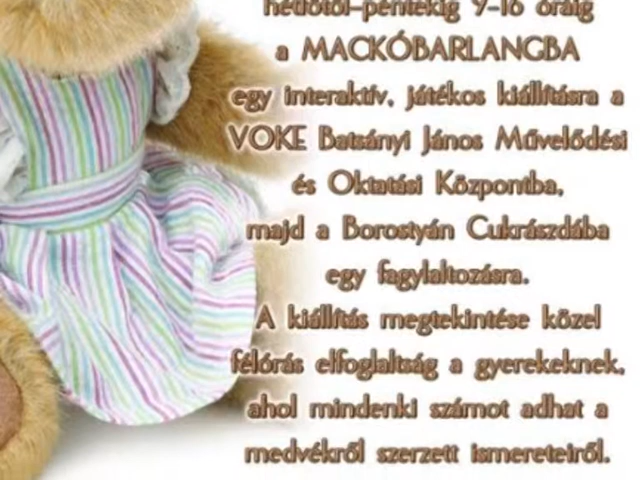 hétfőtől-péntekig 9-16 óráig
a MACKÓBARLANGBA
egy interaktív, játékos kiállításra a
VOKE Batsányi János Művelődési
és Oktatási Központba,
majd a Borostyán Cukrászdába
egy fagylaltozásra.
A kiállítás megtekintése közel
félórás elfoglaltság a gyerekeknek,
ahol mindenki számot adhat a
medvékről szerzett ismereteiről.